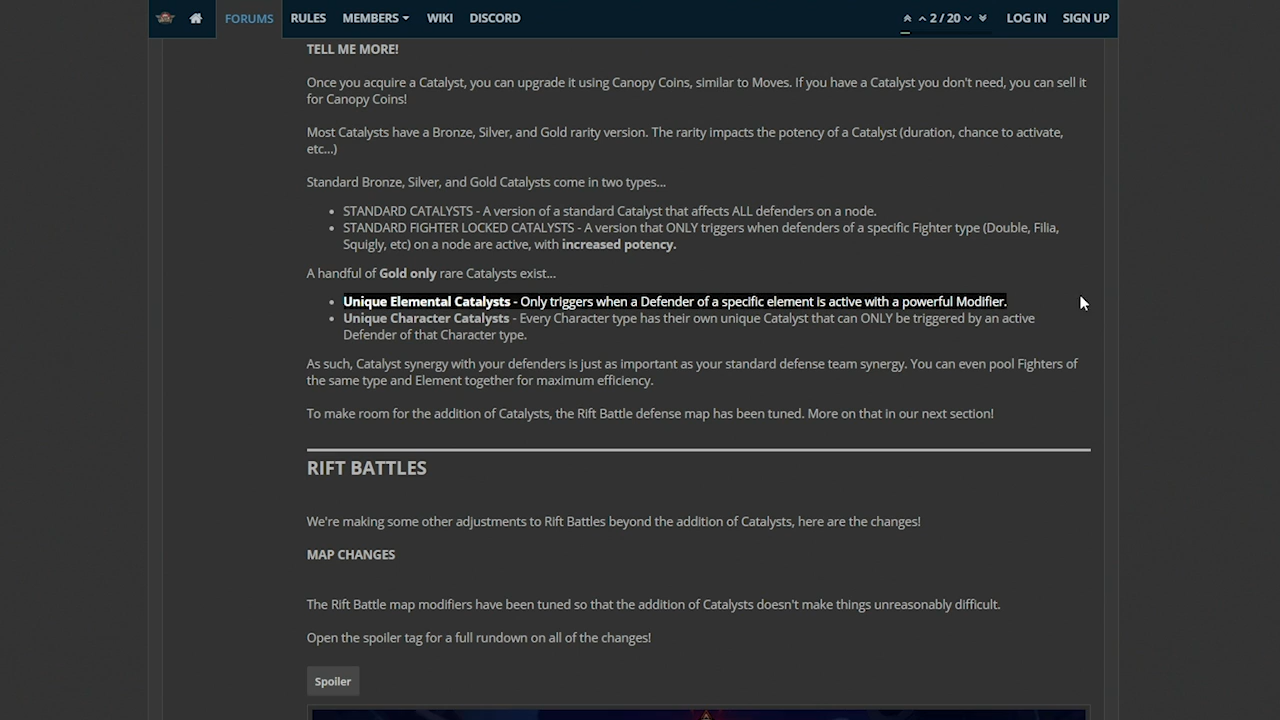 FORUMS RULES MEMBERS WIKI DISCORD 2 / 20 LOG IN SIGN UP
TELL ME MORE!
Once you acquire a Catalyst, you can upgrade it using Canopy Coins, similar to Moves. If you have a Catalyst you don't need, you can sell it
for Canopy Coins!
Most Catalysts have a Bronze, Silver, and Gold rarity version. The rarity impacts the potency of a Catalyst (duration, chance to activate,
etc...)
Standard Bronze, Silver, and Gold Catalysts come in two types...
• STANDARD CATALYSTS - A version of a standard Catalyst that affects ALL defenders on a node.
• STANDARD FIGHTER LOCKED CATALYSTS - A version that ONLY triggers when defenders of a specific Fighter type (Double, Filia,
Squigly, etc) on a node are active, with increased potency.
A handful of Gold only rare Catalysts exist...
• Unique Elemental Catalysts - Only triggers when a Defender of a specific element is active with a powerful Modifier.
• Unique Character Catalysts - Every Character type has their own unique Catalyst that can ONLY be triggered by an active
Defender of that Character type.
As such, Catalyst synergy with your defenders is just as important as your standard defense team synergy. You can even pool Fighters of
the same type and Element together for maximum efficiency.
To make room for the addition of Catalysts, the Rift Battle defense map has been tuned. More on that in our next section!
RIFT BATTLES
We're making some other adjustments to Rift Battles beyond the addition of Catalysts, here are the changes!
MAP CHANGES
The Rift Battle map modifiers have been tuned so that the addition of Catalysts doesn't make things unreasonably difficult.
Open the spoiler tag for a full rundown on all of the changes!
Spoiler